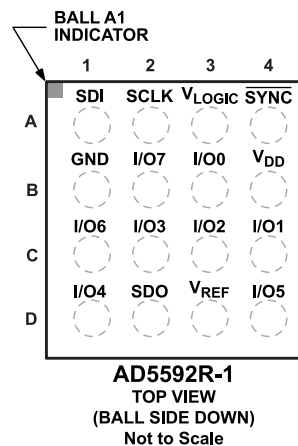 BALL A1
INDICATOR
1 2 3 4
SDI SCLK VLOGIC SYNC
A
GND I/O7 I/O0 VDD
B
I/O6 I/O3 I/O2 I/O1
C
I/O4 SDO VREF I/O5
D
AD5592R-1
TOP VIEW
(BALL SIDE DOWN)
Not to Scale